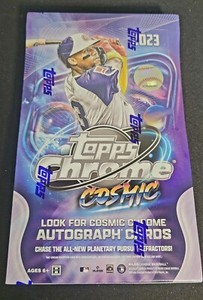 2023
Topps
Topps
Topps
Chrome
COSMIC
LOOK FOR COSMIC CHROME
AUTOGRAPH CARDS
CHASE THE ALL-NEW PLANETARY PURSUIT REFRACTORS!
Topps
AGES 6+